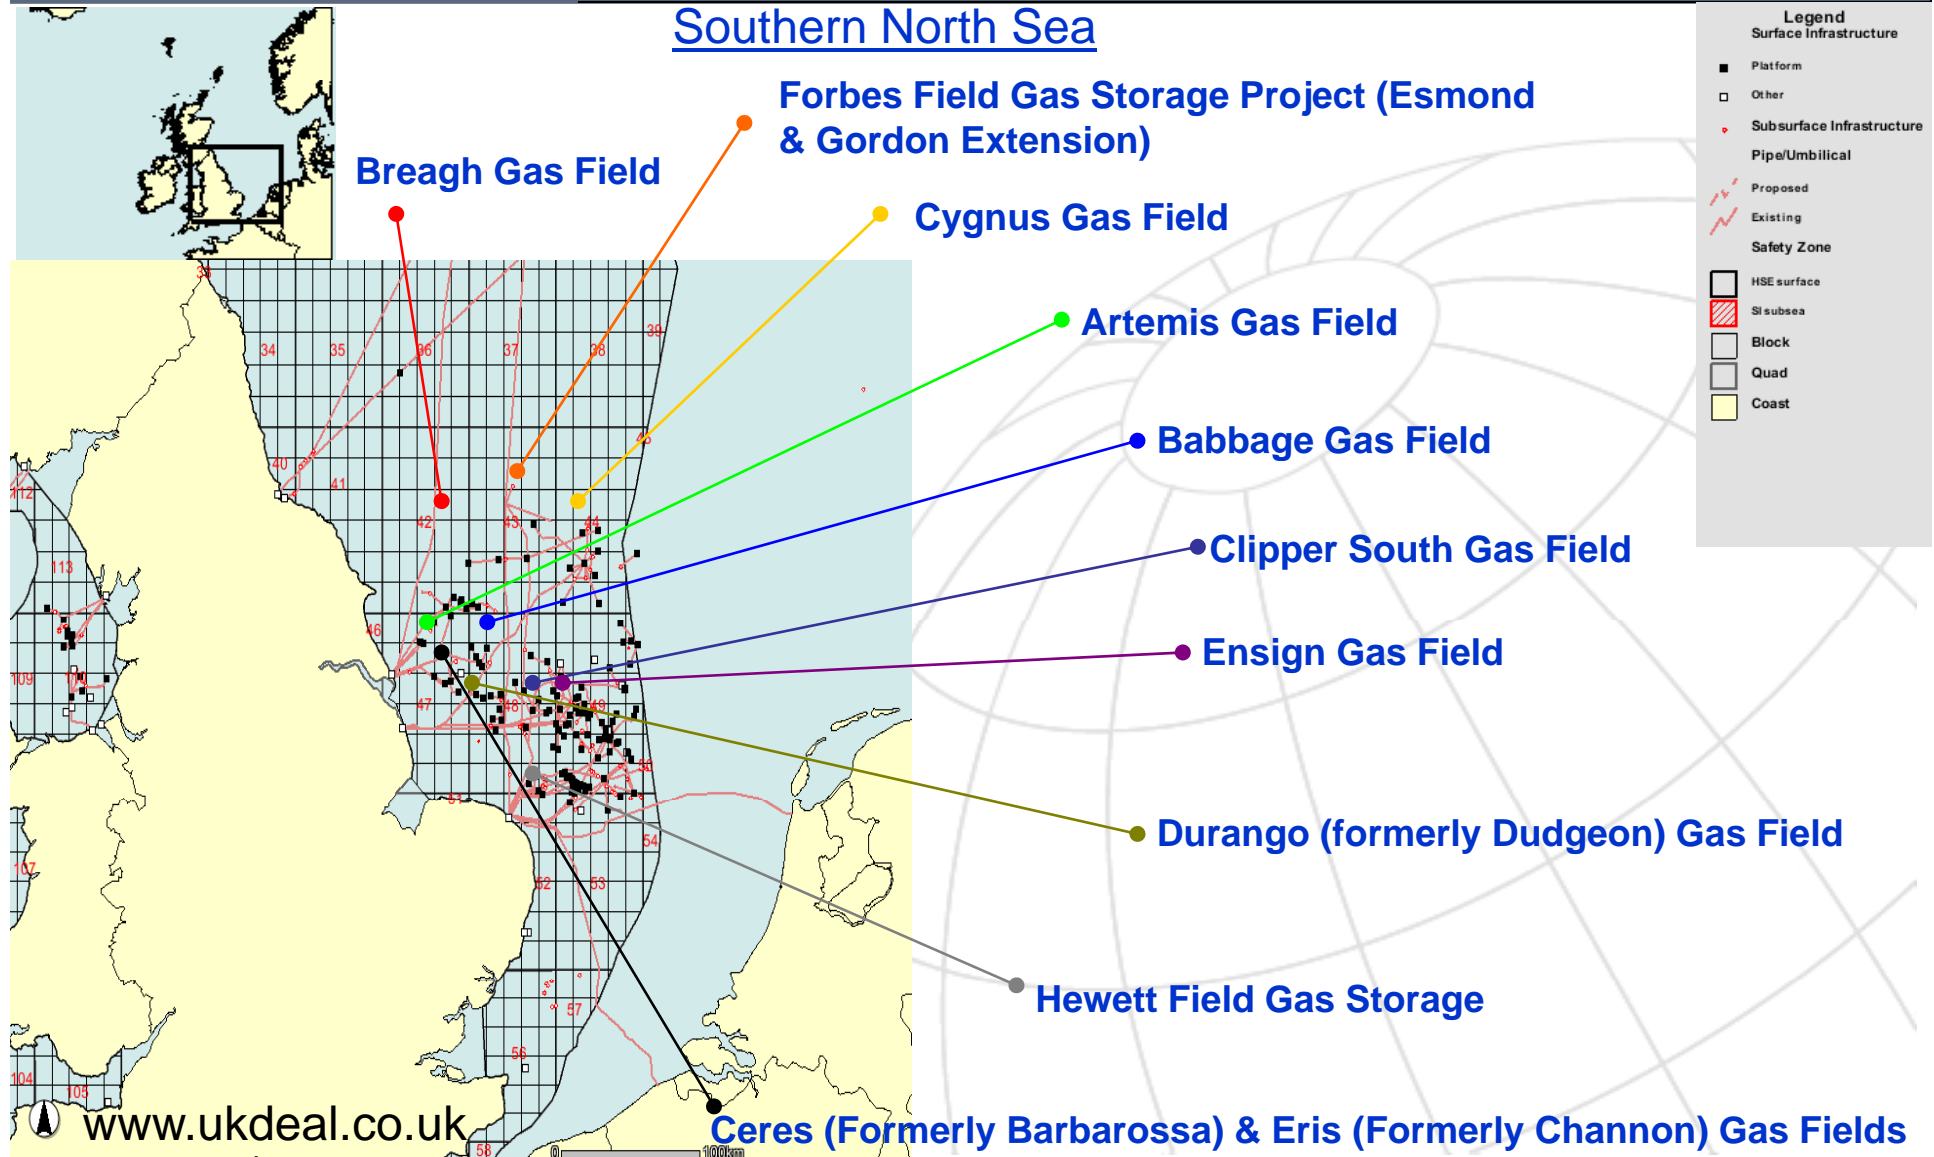 Southern North Sea
Legend
Surface Infrastructure
Platform
Other
Subsurface Infrastructure
Pipe/Umbilical
Proposed
Existing
Safety Zone
HSE surface
SI subsea
Block
Quad
Coast
Forbes Field Gas Storage Project (Esmond
& Gordon Extension)
Breagh Gas Field
Cygnus Gas Field
Artemis Gas Field
Babbage Gas Field
Clipper South Gas Field
Ensign Gas Field
Durango (formerly Dudgeon) Gas Field
Hewett Field Gas Storage
Ceres (Formerly Barbarossa) & Eris (Formerly Channon) Gas Fields
39
34
35
36
37
38
40
41
112
42
43
44
113
46
109
47
48
49
50
51
54
107
52
53
57
56
104
105
www.ukdeal.co.uk
58
0
100km